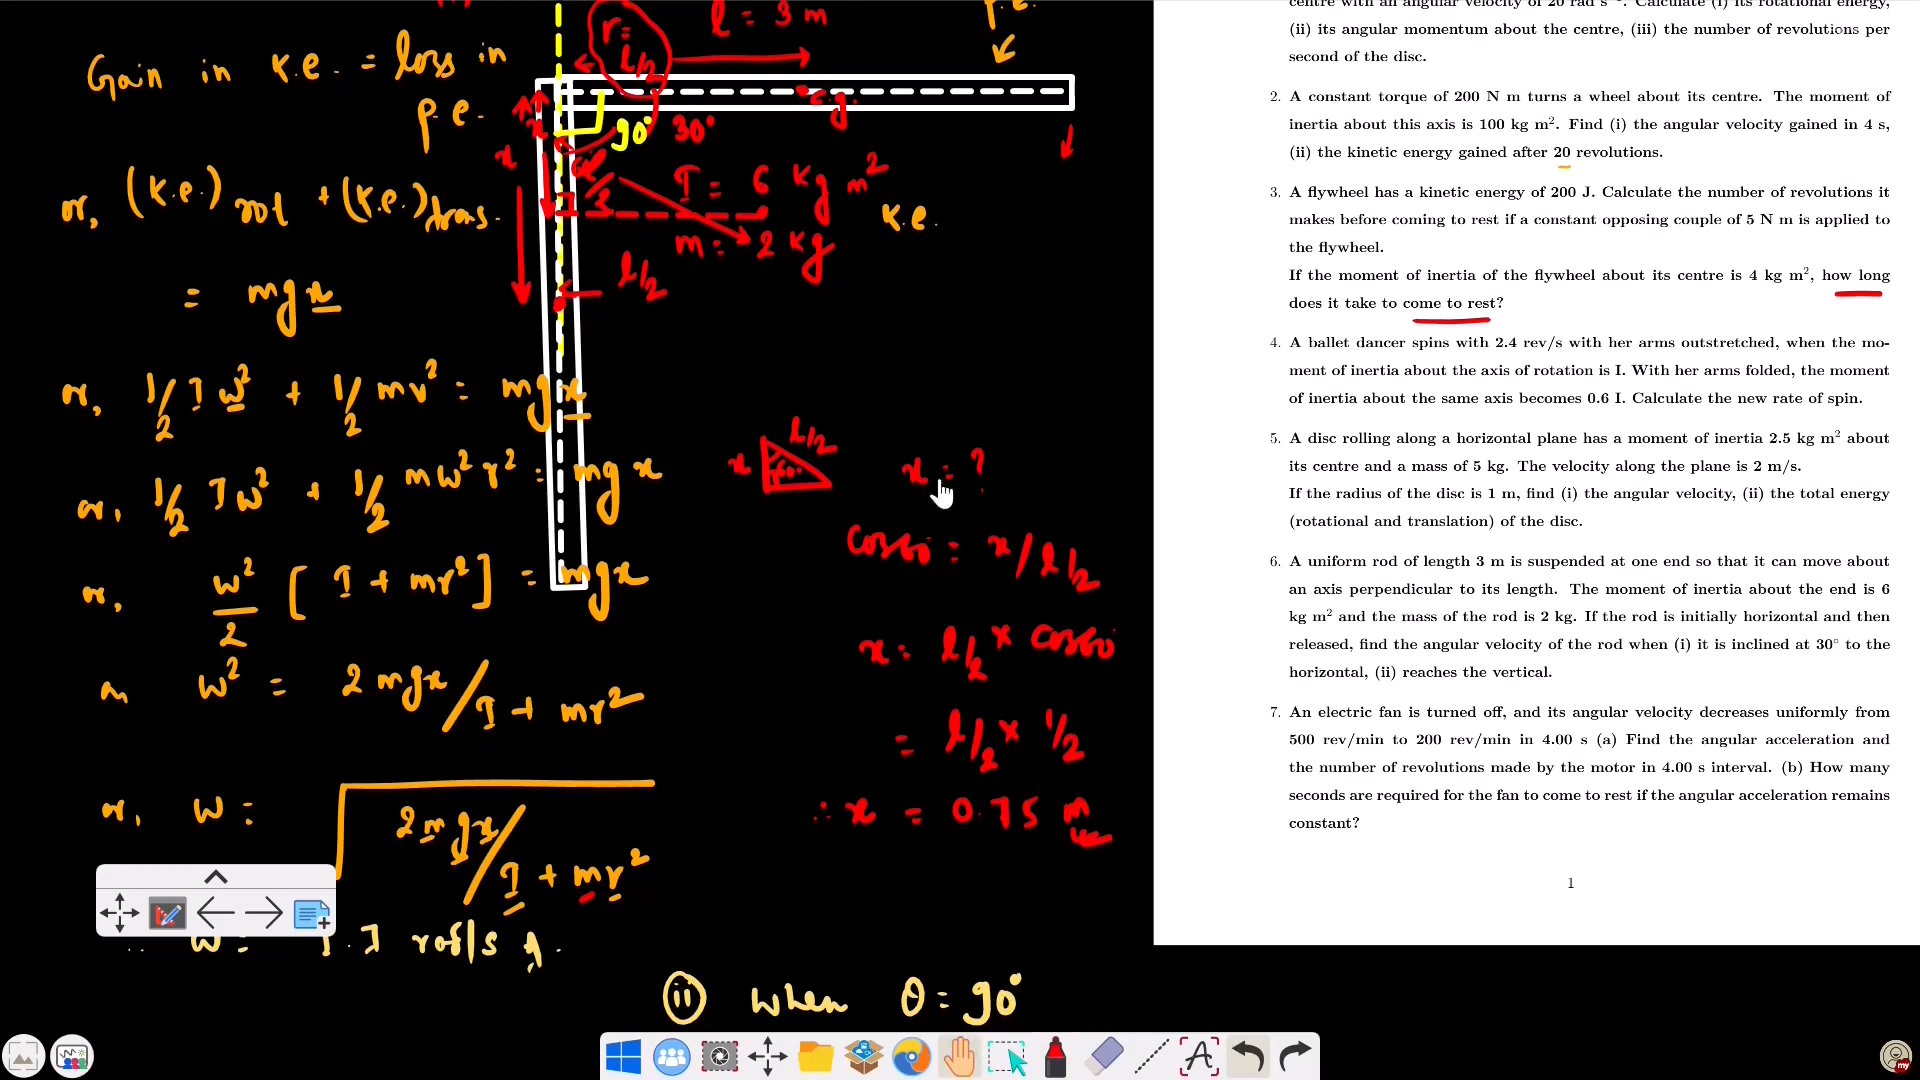 l = 3 m
r =
l/2
p.e.
Gain in K.e. = loss in
p.e.
c.g.
90° 30°
x
x
I = 6 kg m²
m = 2 kg
K.e.
l/2
or, (K.e.) rot + (K.e.) trans.
= mgx
or, 1/2 I w² + 1/2 mv² = mgx
or, 1/2 I w² + 1/2 m w² r² = mgx
or, w²/2 [ I + mr² ] = mgx
or w² = 2 mgx / I + mr²
or, w = 2 mgx / I + mr²
rad/s
l/2
x
60°
x = ?
cos60 = x / l/2
x = l/2 × cos60
= l/2 × 1/2
∴ x = 0.75 m
(ii) when θ = 90°
centre with an angular velocity of 20 rad s⁻¹. Calculate (i) its rotational energy,
(ii) its angular momentum about the centre, (iii) the number of revolutions per
second of the disc.
2. A constant torque of 200 N m turns a wheel about its centre. The moment of
inertia about this axis is 100 kg m². Find (i) the angular velocity gained in 4 s,
(ii) the kinetic energy gained after 20 revolutions.
3. A flywheel has a kinetic energy of 200 J. Calculate the number of revolutions it
makes before coming to rest if a constant opposing couple of 5 N m is applied to
the flywheel.
If the moment of inertia of the flywheel about its centre is 4 kg m², how long
does it take to come to rest?
4. A ballet dancer spins with 2.4 rev/s with her arms outstretched, when the mo-
ment of inertia about the axis of rotation is I. With her arms folded, the moment
of inertia about the same axis becomes 0.6 I. Calculate the new rate of spin.
5. A disc rolling along a horizontal plane has a moment of inertia 2.5 kg m² about
its centre and a mass of 5 kg. The velocity along the plane is 2 m/s.
If the radius of the disc is 1 m, find (i) the angular velocity, (ii) the total energy
(rotational and translation) of the disc.
6. A uniform rod of length 3 m is suspended at one end so that it can move about
an axis perpendicular to its length. The moment of inertia about the end is 6
kg m² and the mass of the rod is 2 kg. If the rod is initially horizontal and then
released, find the angular velocity of the rod when (i) it is inclined at 30° to the
horizontal, (ii) reaches the vertical.
7. An electric fan is turned off, and its angular velocity decreases uniformly from
500 rev/min to 200 rev/min in 4.00 s (a) Find the angular acceleration and
the number of revolutions made by the motor in 4.00 s interval. (b) How many
seconds are required for the fan to come to rest if the angular acceleration remains
constant?
1